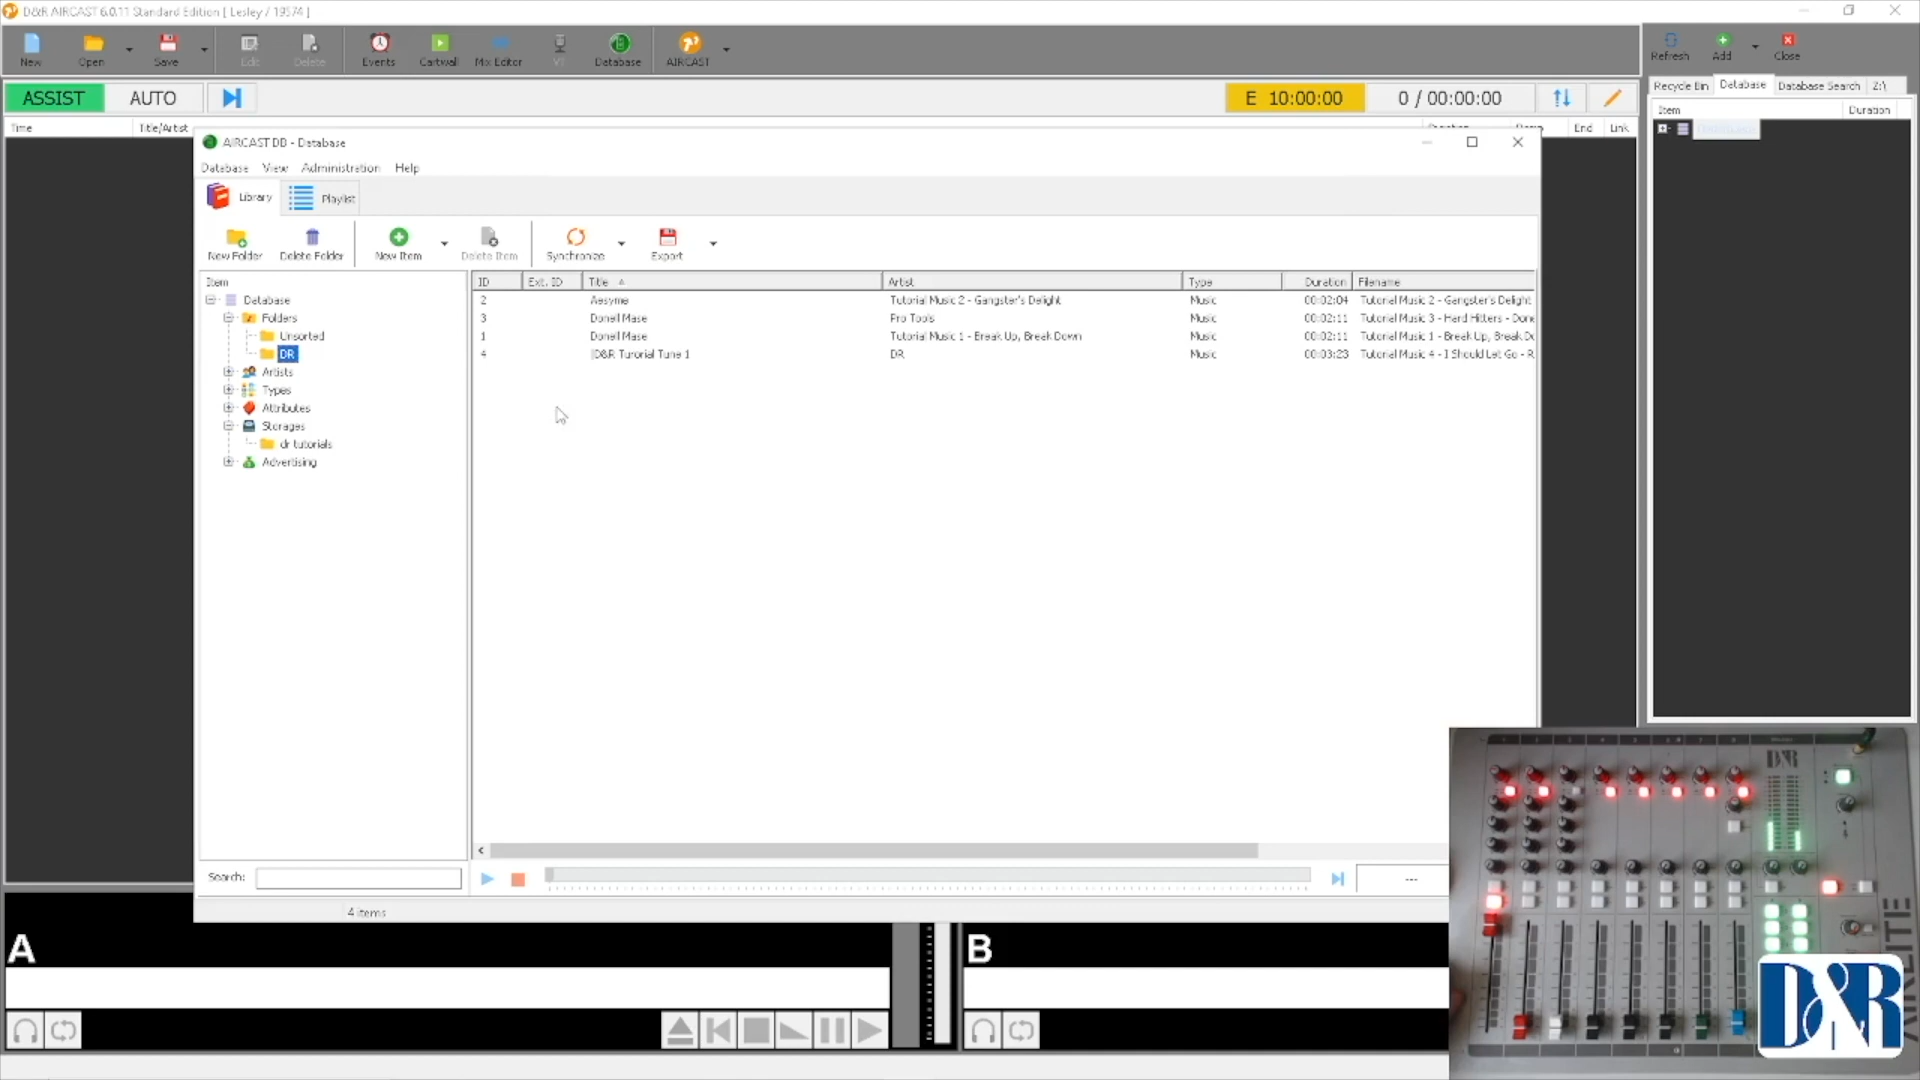 D&R AIRCAST 6.0.11 Standard Edition [ Lesley / 19574 ]
New Open Save Edit Delete Events Cartwall Mix Editor VT Database AIRCAST
Refresh Add Close
ASSIST AUTO E 10:00:00 0 / 00:00:00
Recycle Bin Database Database Search Z:\
Item Duration
Time Title/Artist Duration End Link
AIRCAST DB - Database
Database View Administration Help
Library Playlist
New Folder Delete Folder New Item Delete Item Synchronize Export
Item
Database
Folders
Unsorted
DR
Artists
Types
Attributes
Storages
dr tutorials
Advertising
ID Ext. ID Title Artist Type Duration Filename
2 Aesyme Tutorial Music 2 - Gangster's Delight Music 00:02:04 Tutorial Music 2 - Gangster's Delight
3 Donell Mase Pro Tools Music 00:02:11 Tutorial Music 3 - Hard Hitters - Done
1 Donell Mase Tutorial Music 1 - Break Up, Break Down Music 00:02:11 Tutorial Music 1 - Break Up, Break Do
4 D&R Turorial Tune 1 DR Music 00:03:23 Tutorial Music 4 - I Should Let Go - R
Search: ---
4 items
A B
D&R
AIRLITE
D&R